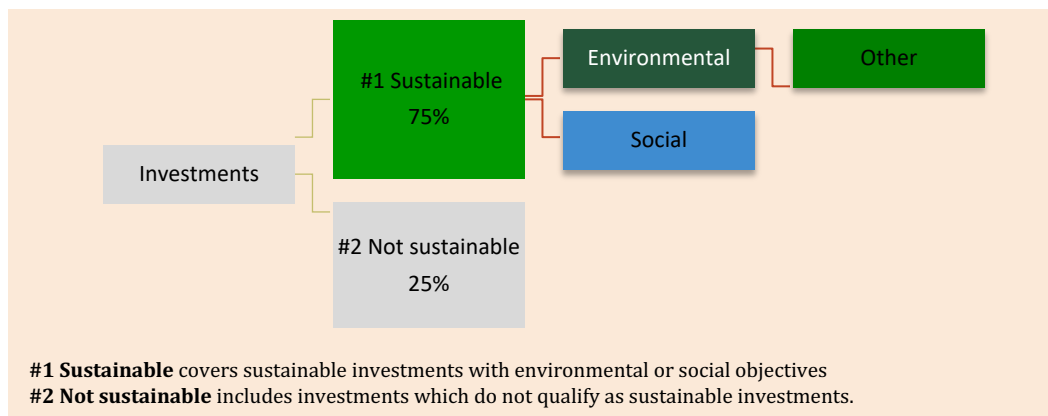 Investments
#1 Sustainable
75%
Environmental
Other
Social
#2 Not sustainable
25%
#1 Sustainable covers sustainable investments with environmental or social objectives
#2 Not sustainable includes investments which do not qualify as sustainable investments.